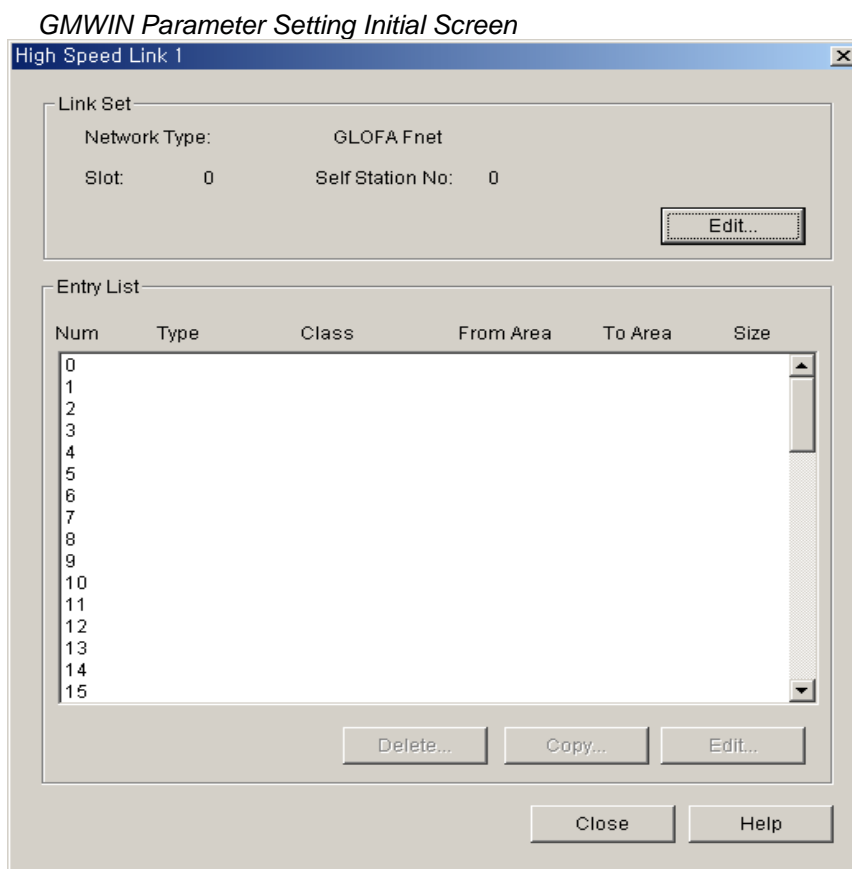 GMWIN Parameter Setting Initial Screen
High Speed Link 1
Link Set
Network Type: GLOFA Fnet
Slot: 0 Self Station No: 0
Edit...
Entry List
Num Type Class From Area To Area Size
0
1
2
3
4
5
6
7
8
9
10
11
12
13
14
15
Delete... Copy... Edit...
Close Help